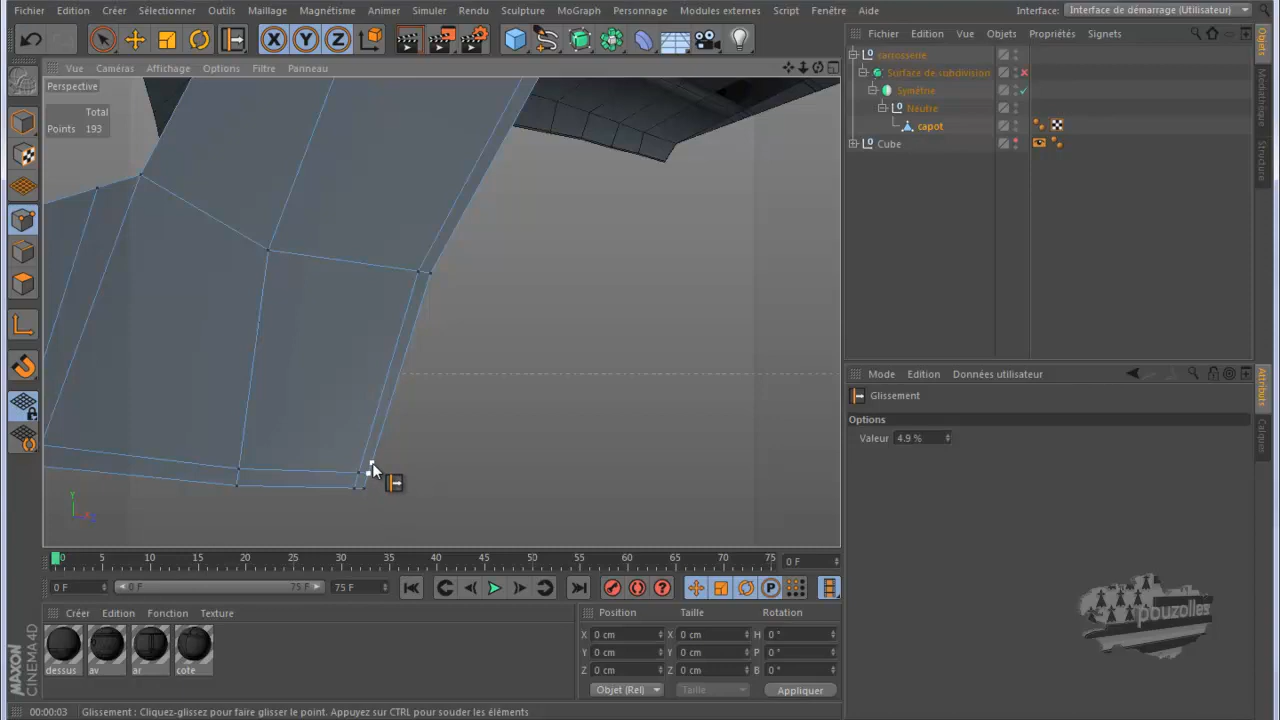 Fichier Edition Créer Sélectionner Outils Maillage Magnétisme Animer Simuler Rendu Sculpture MoGraph Personnage Modules externes Script Fenêtre Aide Interface: Interface de démarrage (Utilisateur)
X Y Z
Vue Caméras Affichage Options Filtre Panneau
Perspective
Total
Points 193
Y
Fichier Edition Vue Objets Propriétés Signets
carrosserie
Surface de subdivision
Symétrie
Neutre
capot
Cube
Objets
Médiathèque
Structure
Mode Edition Données utilisateur
Glissement
Options
Valeur 4.9 %
Attributs
Calques
0 5 10 15 20 25 30 35 40 45 50 55 60 65 70 75 0 F
0 F 0 F 75 F 75 F
P
Créer Edition Fonction Texture
dessus av ar cote
Position Taille Rotation
X 0 cm X 0 cm H 0 °
Y 0 cm Y 0 cm P 0 °
Z 0 cm Z 0 cm B 0 °
Objet (Rel) Taille Appliquer
MAXON CINEMA 4D
pouzolles
00:00:03 Glissement : Cliquez-glissez pour faire glisser le point. Appuyez sur CTRL pour souder les éléments